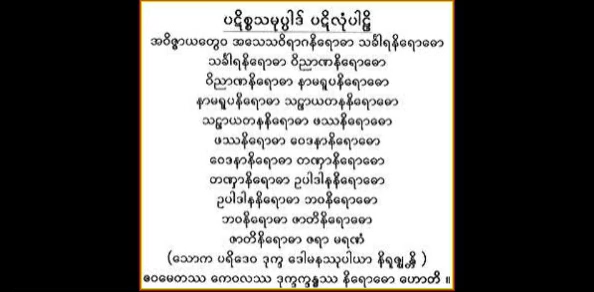 ပဋိစ္စသမုပ္ပါဒ် ပဋိလုံပါဠိ
အဝိဇ္ဇာယတွေဝ အသေသဝိရာဂနိရောဓာ သင်္ခါရနိရောဓော
သင်္ခါရနိရောဓာ ဝိညာဏနိရောဓော
ဝိညာဏနိရောဓာ နာမရူပနိရောဓော
နာမရူပနိရောဓာ သဠာယတနနိရောဓော
သဠာယတနနိရောဓာ ဖဿနိရောဓော
ဖဿနိရောဓာ ဝေဒနာနိရောဓော
ဝေဒနာနိရောဓာ တဏှာနိရောဓော
တဏှာနိရောဓာ ဥပါဒါနနိရောဓော
ဥပါဒါနနိရောဓာ ဘဝနိရောဓော
ဘဝနိရောဓာ ဇာတိနိရောဓော
ဇာတိနိရောဓာ ဇရာ မရဏံ
(သောက ပရိဒေဝ ဒုက္ခ ဒေါမနဿုပါယာသာ နိရုဇ္ဈန္တိ )
ဧဝမေတဿ ကေဝလဿ ဒုက္ခက္ခန္ဓဿ နိရောဓော ဟောတိ ။